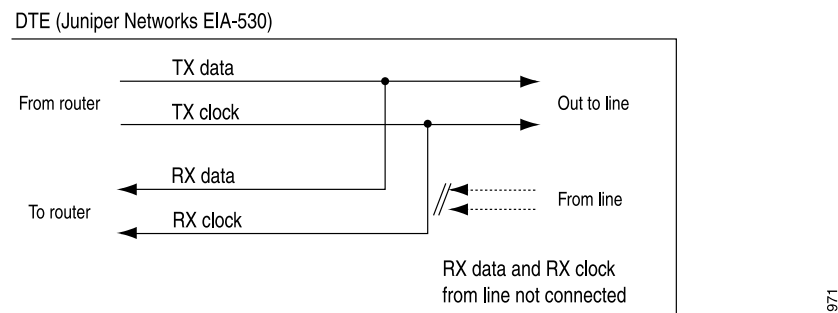 DTE (Juniper Networks EIA-530)
TX data
From router
Out to line
TX clock
RX data
From line
To router
RX clock
RX data and RX clock
from line not connected
971